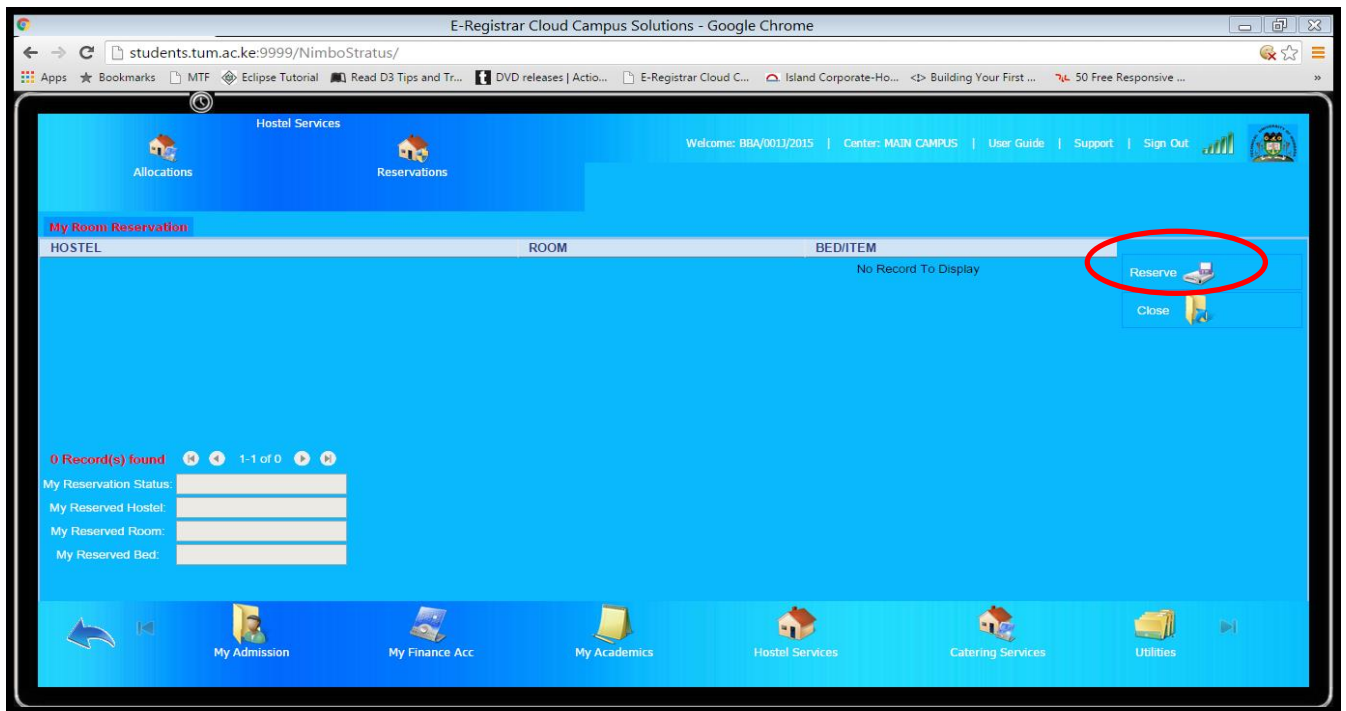 E-Registrar Cloud Campus Solutions - Google Chrome
students.tum.ac.ke:9999/NimboStratus/
Apps Bookmarks MTF Eclipse Tutorial Read D3 Tips and Tr... DVD releases | Actio... E-Registrar Cloud C... Island Corporate-Ho... <I> Building Your First ... 50 Free Responsive ... »
Hostel Services
Allocations Reservations
Welcome: BBA/001J/2015 | Center: MAIN CAMPUS | User Guide | Support | Sign Out
My Room Reservation
HOSTEL ROOM BED/ITEM
No Record To Display
Reserve
Close
0 Record(s) found 1-1 of 0
My Reservation Status:
My Reserved Hostel:
My Reserved Room:
My Reserved Bed:
My Admission My Finance Acc My Academics Hostel Services Catering Services Utilities